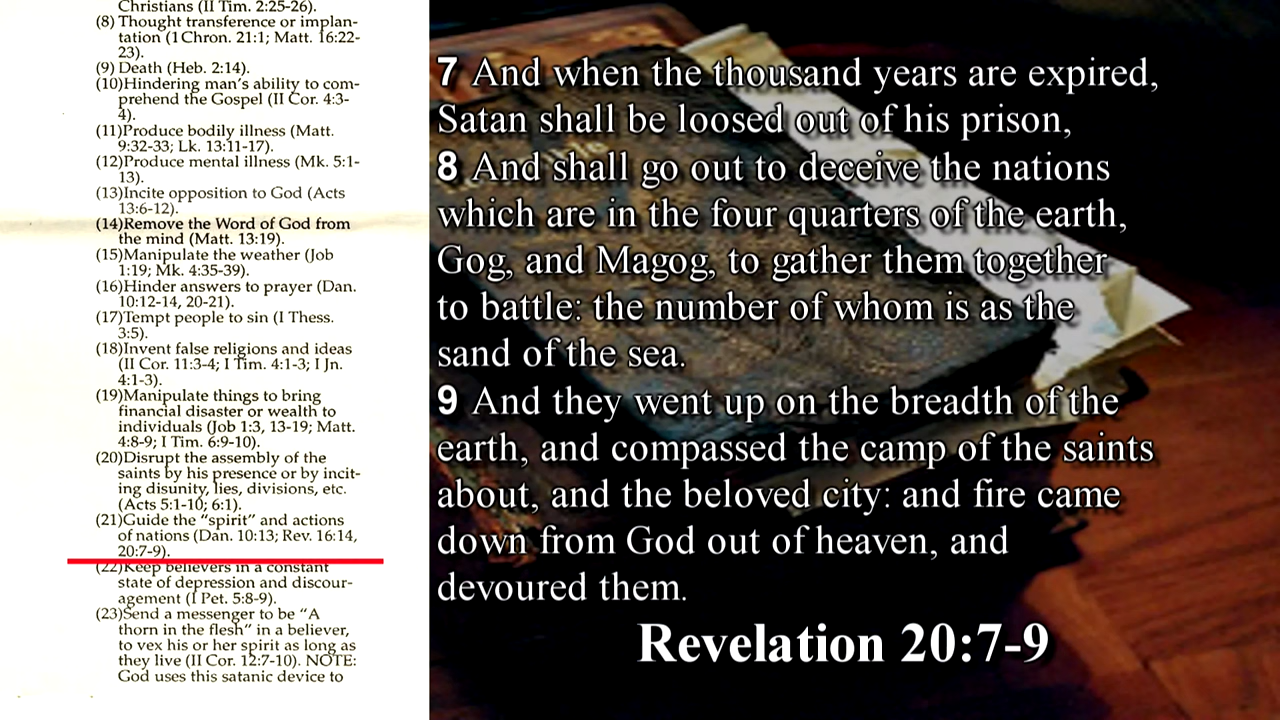 Christians (II Tim. 2:25-26).
(8) Thought transference or implan-
tation (1 Chron. 21:1; Matt. 16:22-
23).
(9) Death (Heb. 2:14).
(10)Hindering man's ability to com-
prehend the Gospel (II Cor. 4:3-
4).
(11)Produce bodily illness (Matt.
9:32-33; Lk. 13:11-17).
(12)Produce mental illness (Mk. 5:1-
13).
(13)Incite opposition to God (Acts
13:6-12).
(14)Remove the Word of God from
the mind (Matt. 13:19).
(15)Manipulate the weather (Job
1:19; Mk. 4:35-39).
(16)Hinder answers to prayer (Dan.
10:12-14, 20-21).
(17)Tempt people to sin (I Thess.
3:5).
(18)Invent false religions and ideas
(II Cor. 11:3-4; I Tim. 4:1-3; I Jn.
4:1-3).
(19)Manipulate things to bring
financial disaster or wealth to
individuals (Job 1:3, 13-19; Matt.
4:8-9; I Tim. 6:9-10).
(20)Disrupt the assembly of the
saints by his presence or by incit-
ing disunity, lies, divisions, etc.
(Acts 5:1-10; 6:1).
(21)Guide the "spirit" and actions
of nations (Dan. 10:13; Rev. 16:14,
20:7-9).
(22)Keep believers in a constant
state of depression and discour-
agement (I Pet. 5:8-9).
(23)Send a messenger to be "A
thorn in the flesh" in a believer,
to vex his or her spirit as long as
they live (II Cor. 12:7-10). NOTE:
God uses this satanic device to
7 And when the thousand years are expired,
Satan shall be loosed out of his prison,
8 And shall go out to deceive the nations
which are in the four quarters of the earth,
Gog, and Magog, to gather them together
to battle: the number of whom is as the
sand of the sea.
9 And they went up on the breadth of the
earth, and compassed the camp of the saints
about, and the beloved city: and fire came
down from God out of heaven, and
devoured them.
Revelation 20:7-9